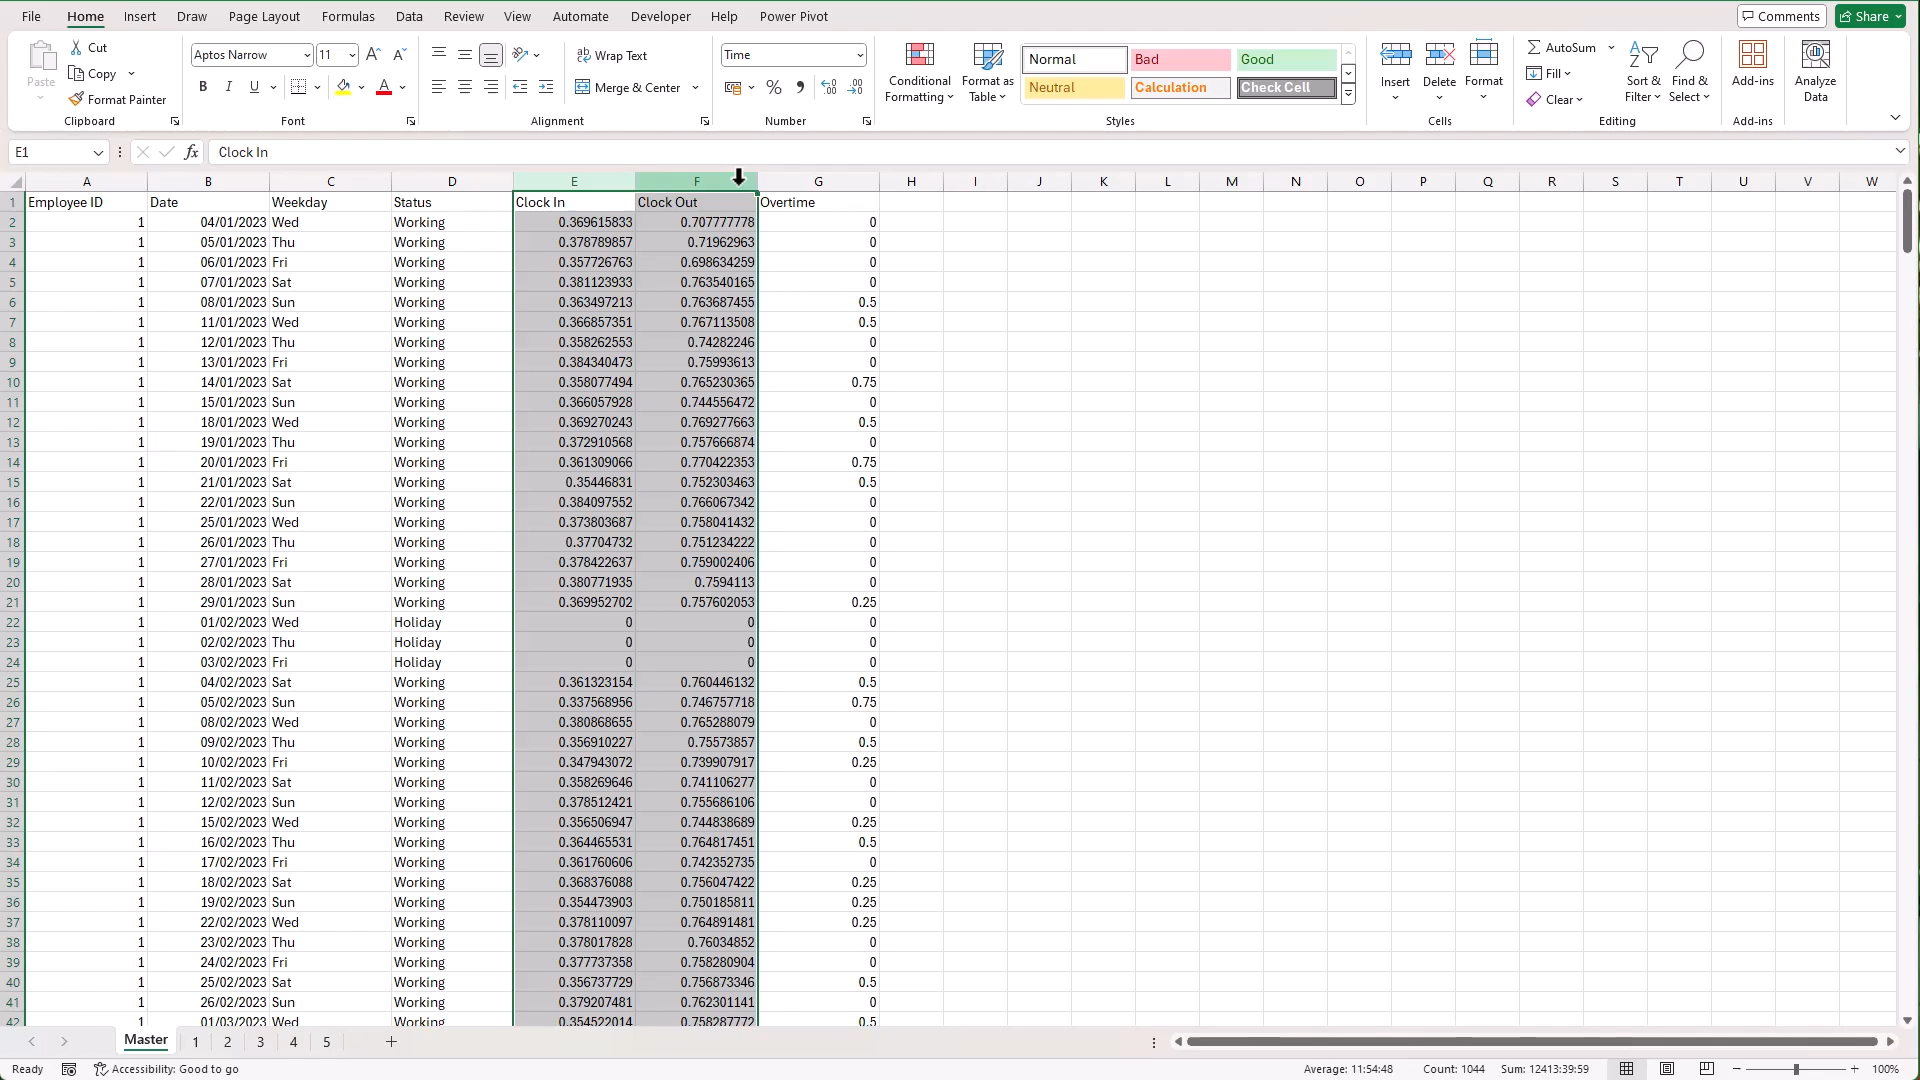 File Home Insert Draw Page Layout Formulas Data Review View Automate Developer Help Power Pivot Comments Share
Paste Cut Copy Format Painter Clipboard
Aptos Narrow 11 A A B I U A Font
ab Wrap Text Merge & Center Alignment
Time % , Number
Conditional Formatting Format as Table Normal Bad Good Neutral Calculation Check Cell Styles
Insert Delete Format Cells
AutoSum Fill Clear Sort & Filter Find & Select Editing
Add-ins Add-ins Analyze Data
E1 fx Clock In
A B C D E F G H I J K L M N O P Q R S T U V W
1 Employee ID Date Weekday Status Clock In Clock Out Overtime
2 1 04/01/2023 Wed Working 0.369615833 0.707777778 0
3 1 05/01/2023 Thu Working 0.378789857 0.71962963 0
4 1 06/01/2023 Fri Working 0.357726763 0.698634259 0
5 1 07/01/2023 Sat Working 0.381123933 0.763540165 0
6 1 08/01/2023 Sun Working 0.363497213 0.763687455 0.5
7 1 11/01/2023 Wed Working 0.366857351 0.767113508 0.5
8 1 12/01/2023 Thu Working 0.358262553 0.74282246 0
9 1 13/01/2023 Fri Working 0.384340473 0.75993613 0
10 1 14/01/2023 Sat Working 0.358077494 0.765230365 0.75
11 1 15/01/2023 Sun Working 0.366057928 0.744556472 0
12 1 18/01/2023 Wed Working 0.369270243 0.769277663 0.5
13 1 19/01/2023 Thu Working 0.372910568 0.757666874 0
14 1 20/01/2023 Fri Working 0.361309066 0.770422353 0.75
15 1 21/01/2023 Sat Working 0.35446831 0.752303463 0.5
16 1 22/01/2023 Sun Working 0.384097552 0.766067342 0
17 1 25/01/2023 Wed Working 0.373803687 0.758041432 0
18 1 26/01/2023 Thu Working 0.37704732 0.751234222 0
19 1 27/01/2023 Fri Working 0.378422637 0.759002406 0
20 1 28/01/2023 Sat Working 0.380771935 0.7594113 0
21 1 29/01/2023 Sun Working 0.369952702 0.757602053 0.25
22 1 01/02/2023 Wed Holiday 0 0 0
23 1 02/02/2023 Thu Holiday 0 0 0
24 1 03/02/2023 Fri Holiday 0 0 0
25 1 04/02/2023 Sat Working 0.361323154 0.760446132 0.5
26 1 05/02/2023 Sun Working 0.337568956 0.746757718 0.75
27 1 08/02/2023 Wed Working 0.380868655 0.765288079 0
28 1 09/02/2023 Thu Working 0.356910227 0.75573857 0.5
29 1 10/02/2023 Fri Working 0.347943072 0.739907917 0.25
30 1 11/02/2023 Sat Working 0.358269646 0.741106277 0
31 1 12/02/2023 Sun Working 0.378512421 0.755686106 0
32 1 15/02/2023 Wed Working 0.356506947 0.744838689 0.25
33 1 16/02/2023 Thu Working 0.364465531 0.764817451 0.5
34 1 17/02/2023 Fri Working 0.361760606 0.742352735 0
35 1 18/02/2023 Sat Working 0.368376088 0.756047422 0.25
36 1 19/02/2023 Sun Working 0.354473903 0.750185811 0.25
37 1 22/02/2023 Wed Working 0.378110097 0.764891481 0.25
38 1 23/02/2023 Thu Working 0.378017828 0.76034852 0
39 1 24/02/2023 Fri Working 0.377737358 0.758280904 0
40 1 25/02/2023 Sat Working 0.356737729 0.756873346 0.5
41 1 26/02/2023 Sun Working 0.379207481 0.762301141 0
42 1 01/03/2023 Wed Working 0.354522014 0.758287772 0.5
Master 1 2 3 4 5
Ready Accessibility: Good to go Average: 11:54:48 Count: 1044 Sum: 12413:39:59 100%